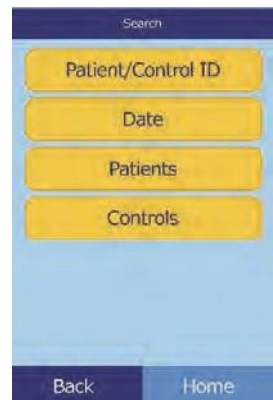 Search
Patient/Control ID
Date
Patients
Controls
Back Home